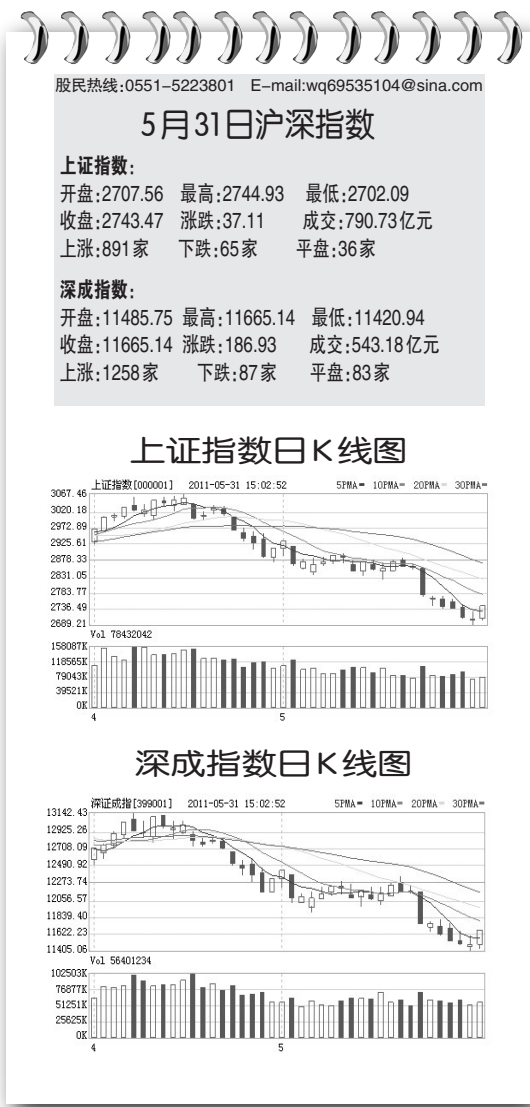 股民热线:0551-5223801 E-mail:wq69535104@sina.com
5月31日沪深指数
上证指数:
开盘:2707.56 最高:2744.93 最低:2702.09
收盘:2743.47 涨跌:37.11 成交:790.73亿元
上涨:891家 下跌:65家 平盘:36家
深成指数:
开盘:11485.75 最高:11665.14 最低:11420.94
收盘:11665.14 涨跌:186.93 成交:543.18亿元
上涨:1258家 下跌:87家 平盘:83家
上证指数日K线图
上证指数[000001] 2011-05-31 15:02:52 5PMA 10PMA 20PMA 30PMA
3067.46
3020.18
2972.89
2925.61
2878.33
2831.05
2783.77
2736.49
2689.21
Vol 78432042
158087K
118565K
79043K
39521K
0K
4 5
深成指数日K线图
深证成指[399001] 2011-05-31 15:02:52 5PMA 10PMA 20PMA 30PMA
13142.43
12925.26
12708.09
12490.92
12273.74
12056.57
11839.40
11622.23
11405.06
Vol 56401234
102503K
76877K
51251K
25625K
0K
4 5